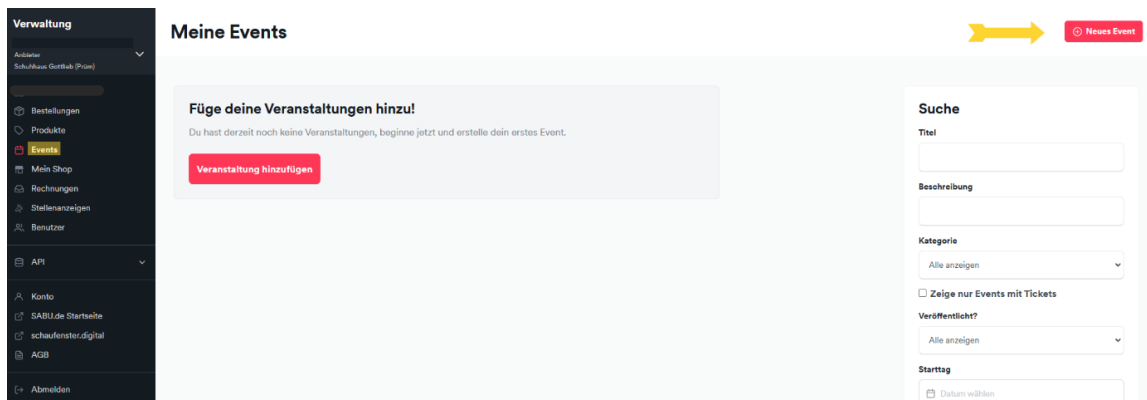 Verwaltung
Anbieter
Schuhhaus Gottlieb (Prüm)
Bestellungen
Produkte
Events
Mein Shop
Rechnungen
Stellenanzeigen
Benutzer
API
Konto
SABU.de Startseite
schaufenster.digital
AGB
Abmelden
Meine Events
Neues Event
Füge deine Veranstaltungen hinzu!
Du hast derzeit noch keine Veranstaltungen, beginne jetzt und erstelle dein erstes Event.
Veranstaltung hinzufügen
Suche
Titel
Beschreibung
Kategorie
Alle anzeigen
Zeige nur Events mit Tickets
Veröffentlicht?
Alle anzeigen
Starttag
Datum wählen